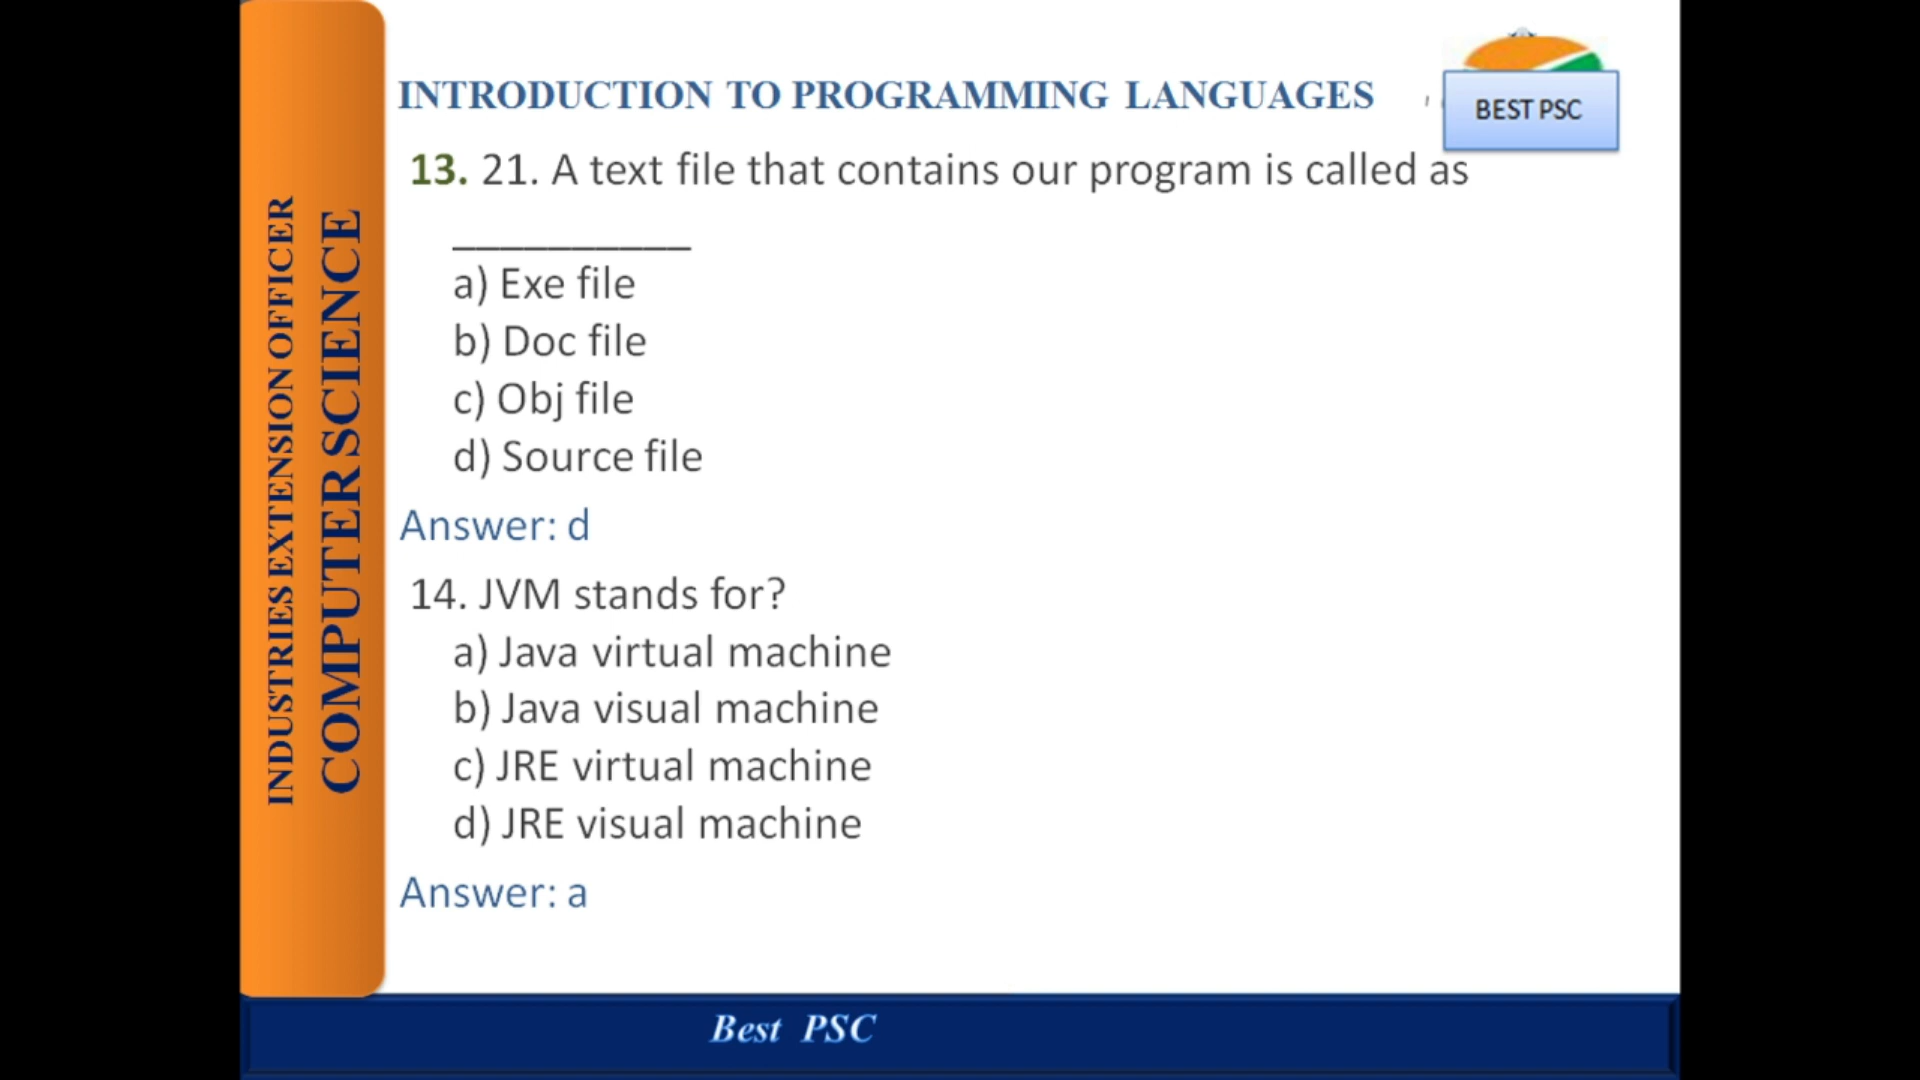 INDUSTRIES EXTENSION OFFICER
COMPUTER SCIENCE
INTRODUCTION TO PROGRAMMING LANGUAGES
BEST PSC
13. 21. A text file that contains our program is called as
__________
a) Exe file
b) Doc file
c) Obj file
d) Source file
Answer: d
14. JVM stands for?
a) Java virtual machine
b) Java visual machine
c) JRE virtual machine
d) JRE visual machine
Answer: a
Best PSC